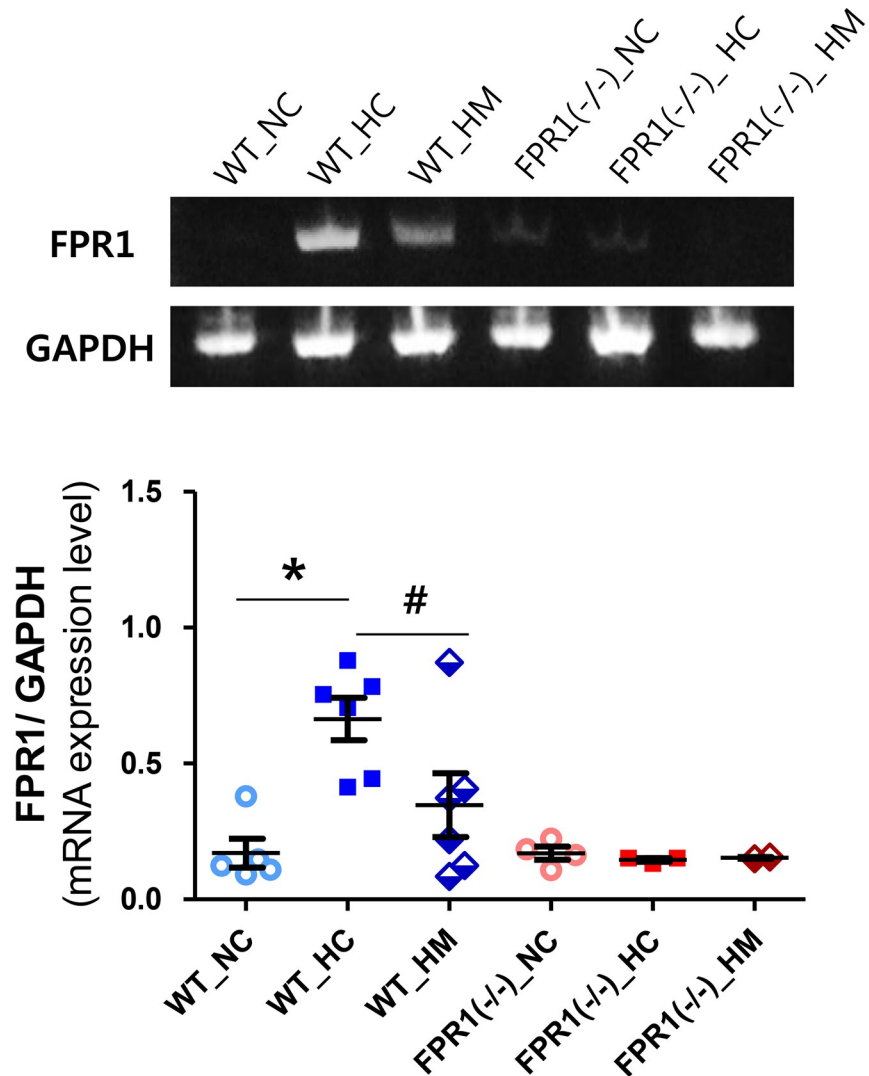 WT_NC
WT_HC
WT_HM
FPR1(-/-)_NC
FPR1(-/-)_ HC
FPR1(-/-)_ HM
FPR1
GAPDH
FPR1/ GAPDH
(mRNA expression level)
1.5
1.0
0.5
0.0
*
#
WT_NC
WT_HC
WT_HM
FPR1(-/-)_NC
FPR1(-/-)_HC
FPR1(-/-)_HM